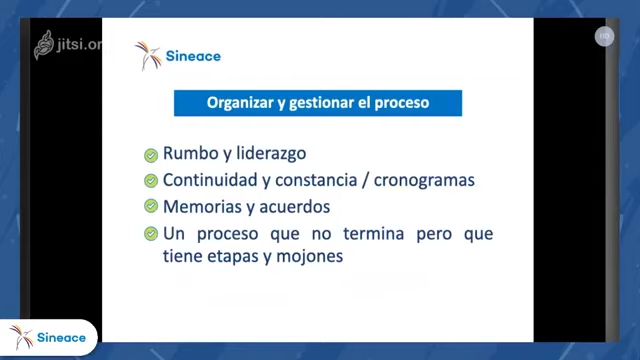 jitsi.or
HD
Sineace
Organizar y gestionar el proceso
Rumbo y liderazgo
Continuidad y constancia / cronogramas
Memorias y acuerdos
Un proceso que no termina pero que
tiene etapas y mojones
Sineace